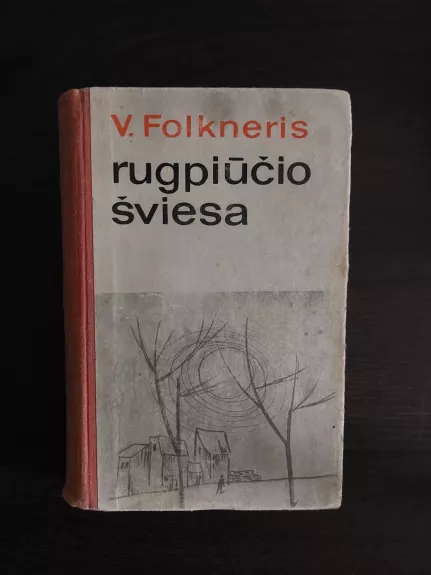 V. Folkneris
rugpiūčio
šviesa